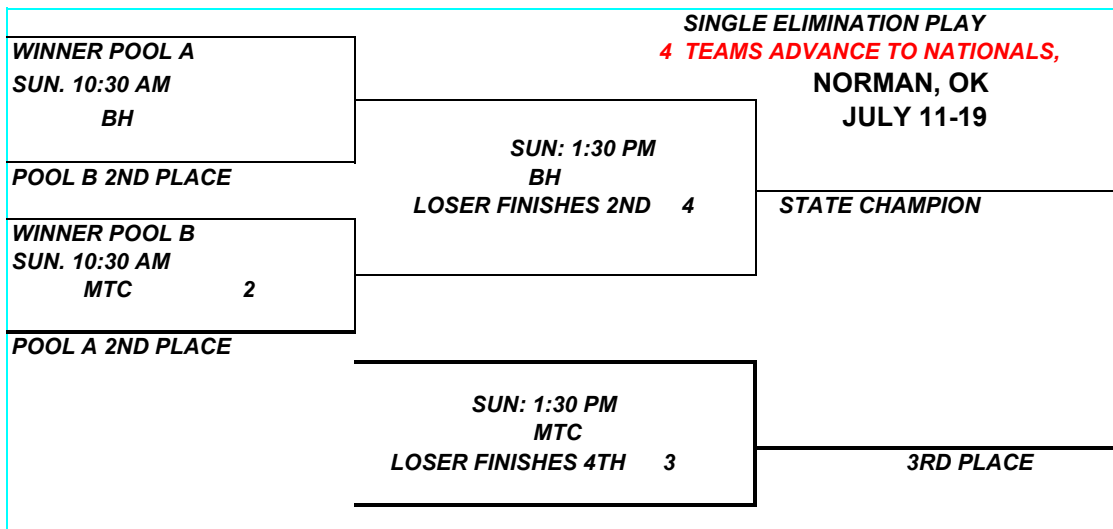 SINGLE ELIMINATION PLAY
4 TEAMS ADVANCE TO NATIONALS,
NORMAN, OK
JULY 11-19
WINNER POOL A
SUN. 10:30 AM
BH
POOL B 2ND PLACE
SUN: 1:30 PM
BH
LOSER FINISHES 2ND 4
STATE CHAMPION
WINNER POOL B
SUN. 10:30 AM
MTC 2
POOL A 2ND PLACE
SUN: 1:30 PM
MTC
LOSER FINISHES 4TH 3
3RD PLACE